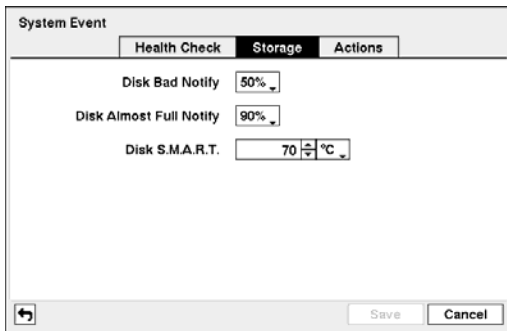 System Event
Health Check Storage Actions
Disk Bad Notify 50%
Disk Almost Full Notify 90%
Disk S.M.A.R.T. 70 °C
Save Cancel